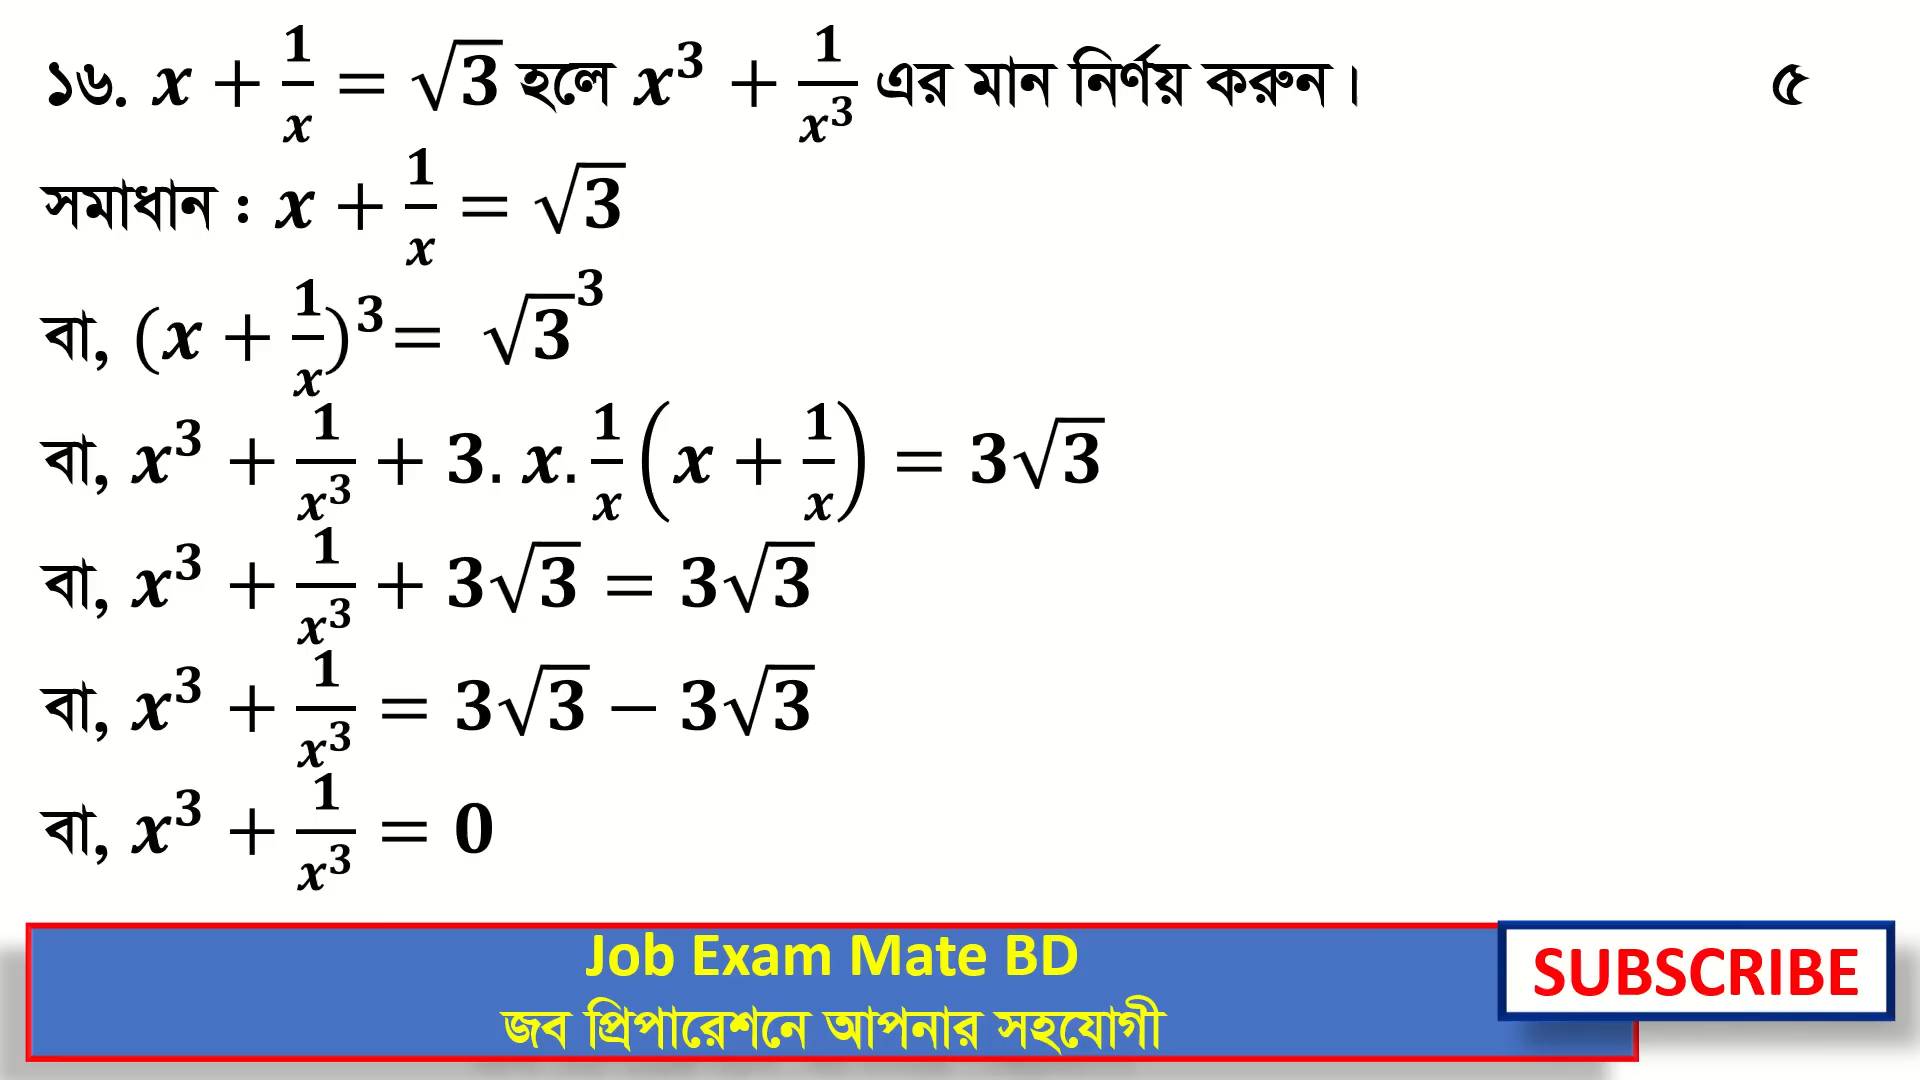 ১৬. x + 1/x = √3 হলে x³ + 1/x³ এর মান নির্ণয় করুন। ৫
সমাধান : x + 1/x = √3
বা, (x + 1/x)³ = √3³
বা, x³ + 1/x³ + 3. x. 1/x (x + 1/x) = 3√3
বা, x³ + 1/x³ + 3√3 = 3√3
বা, x³ + 1/x³ = 3√3 − 3√3
বা, x³ + 1/x³ = 0
Job Exam Mate BD
জব প্রিপারেশনে আপনার সহযোগী
SUBSCRIBE